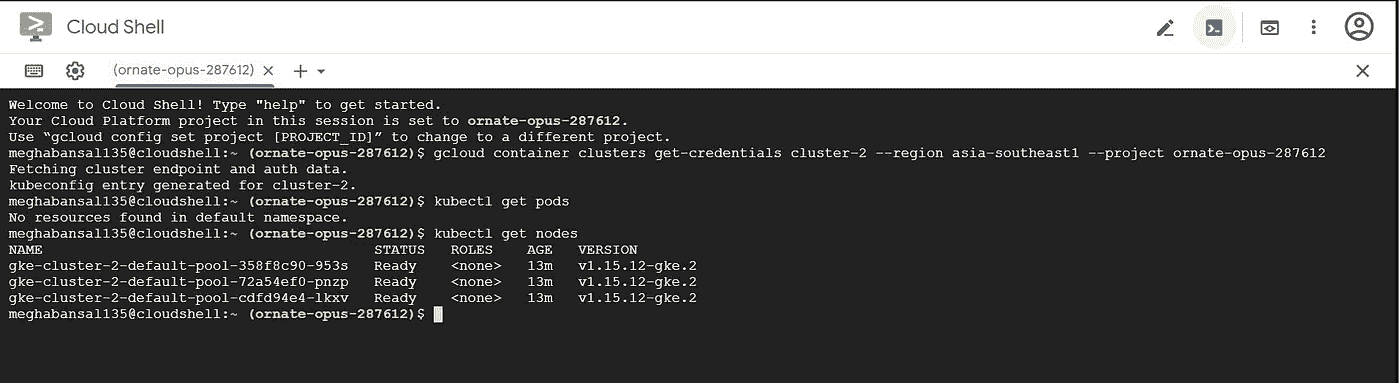 Cloud Shell
(ornate-opus-287612)
Welcome to Cloud Shell! Type "help" to get started.
Your Cloud Platform project in this session is set to ornate-opus-287612.
Use “gcloud config set project [PROJECT_ID]” to change to a different project.
meghabansal135@cloudshell:~ (ornate-opus-287612)$ gcloud container clusters get-credentials cluster-2 --region asia-southeast1 --project ornate-opus-287612
Fetching cluster endpoint and auth data.
kubeconfig entry generated for cluster-2.
meghabansal135@cloudshell:~ (ornate-opus-287612)$ kubectl get pods
No resources found in default namespace.
meghabansal135@cloudshell:~ (ornate-opus-287612)$ kubectl get nodes
NAME STATUS ROLES AGE VERSION
gke-cluster-2-default-pool-358f8c90-953s Ready <none> 13m v1.15.12-gke.2
gke-cluster-2-default-pool-72a54ef0-pnzp Ready <none> 13m v1.15.12-gke.2
gke-cluster-2-default-pool-cdfd94e4-lkxv Ready <none> 13m v1.15.12-gke.2
meghabansal135@cloudshell:~ (ornate-opus-287612)$